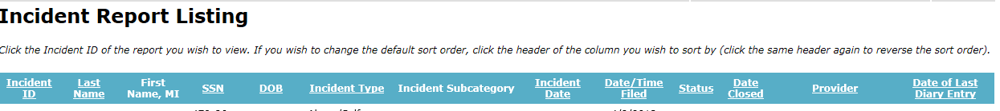 Incident Report Listing
Click the Incident ID of the report you wish to view. If you wish to change the default sort order, click the header of the column you wish to sort by (click the same header again to reverse the sort order).
Incident ID Last Name First Name, MI SSN DOB Incident Type Incident Subcategory Incident Date Date/Time Filed Status Date Closed Provider Date of Last Diary Entry